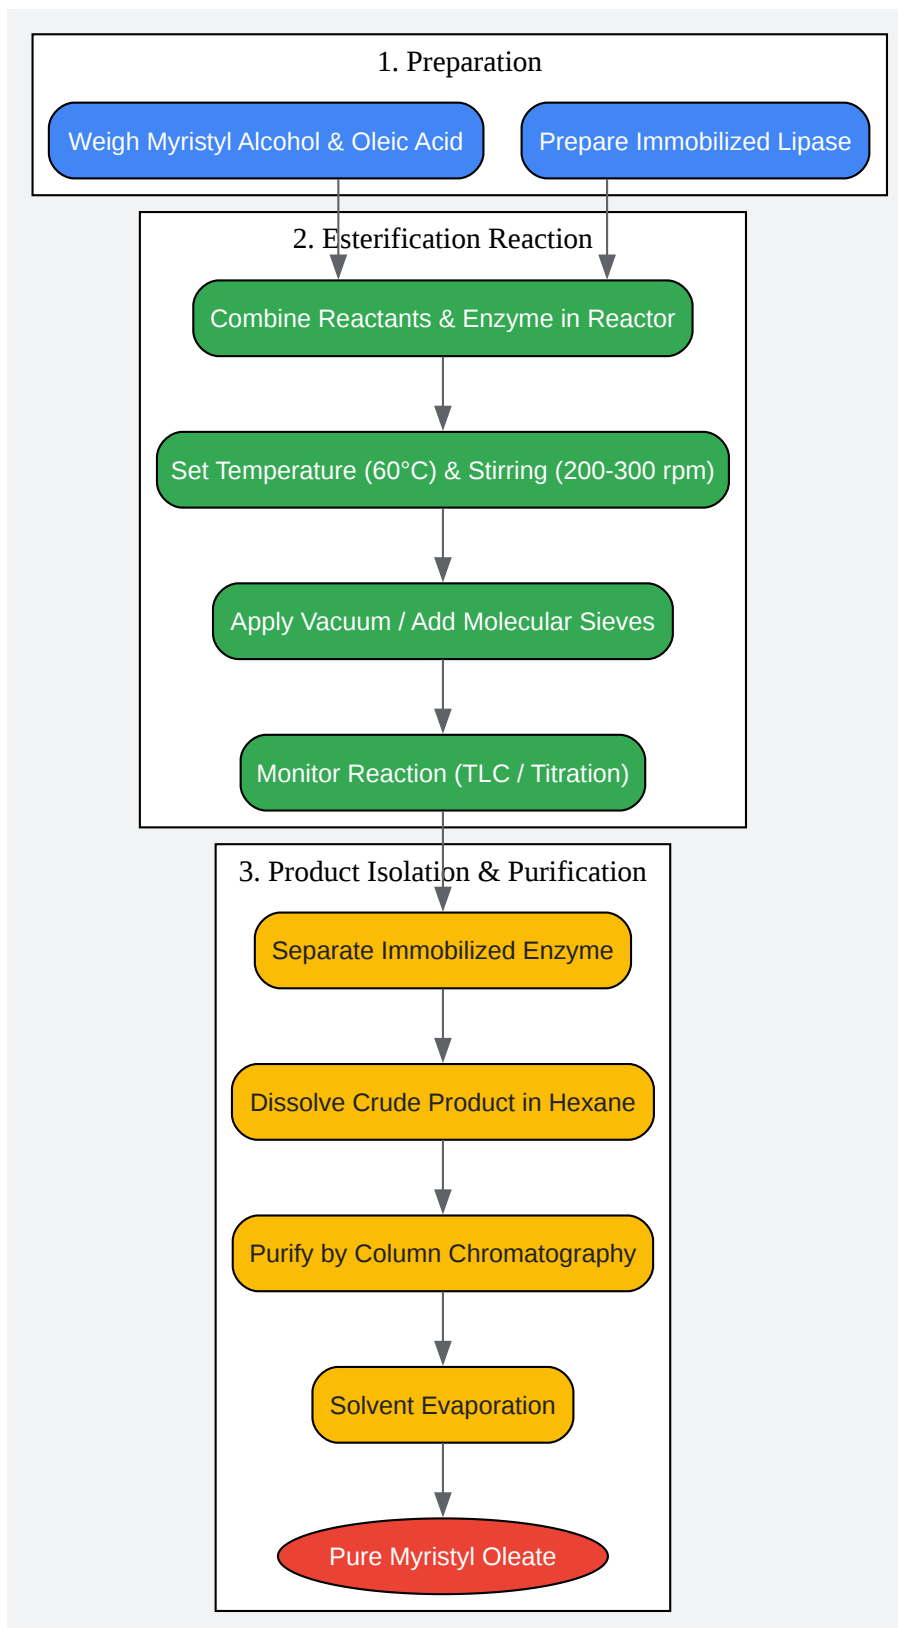 1. Preparation
Weigh Myristyl Alcohol & Oleic Acid
Prepare Immobilized Lipase
2. Esterification Reaction
Combine Reactants & Enzyme in Reactor
Set Temperature (60°C) & Stirring (200-300 rpm)
Apply Vacuum / Add Molecular Sieves
Monitor Reaction (TLC / Titration)
3. Product Isolation & Purification
Separate Immobilized Enzyme
Dissolve Crude Product in Hexane
Purify by Column Chromatography
Solvent Evaporation
Pure Myristyl Oleate